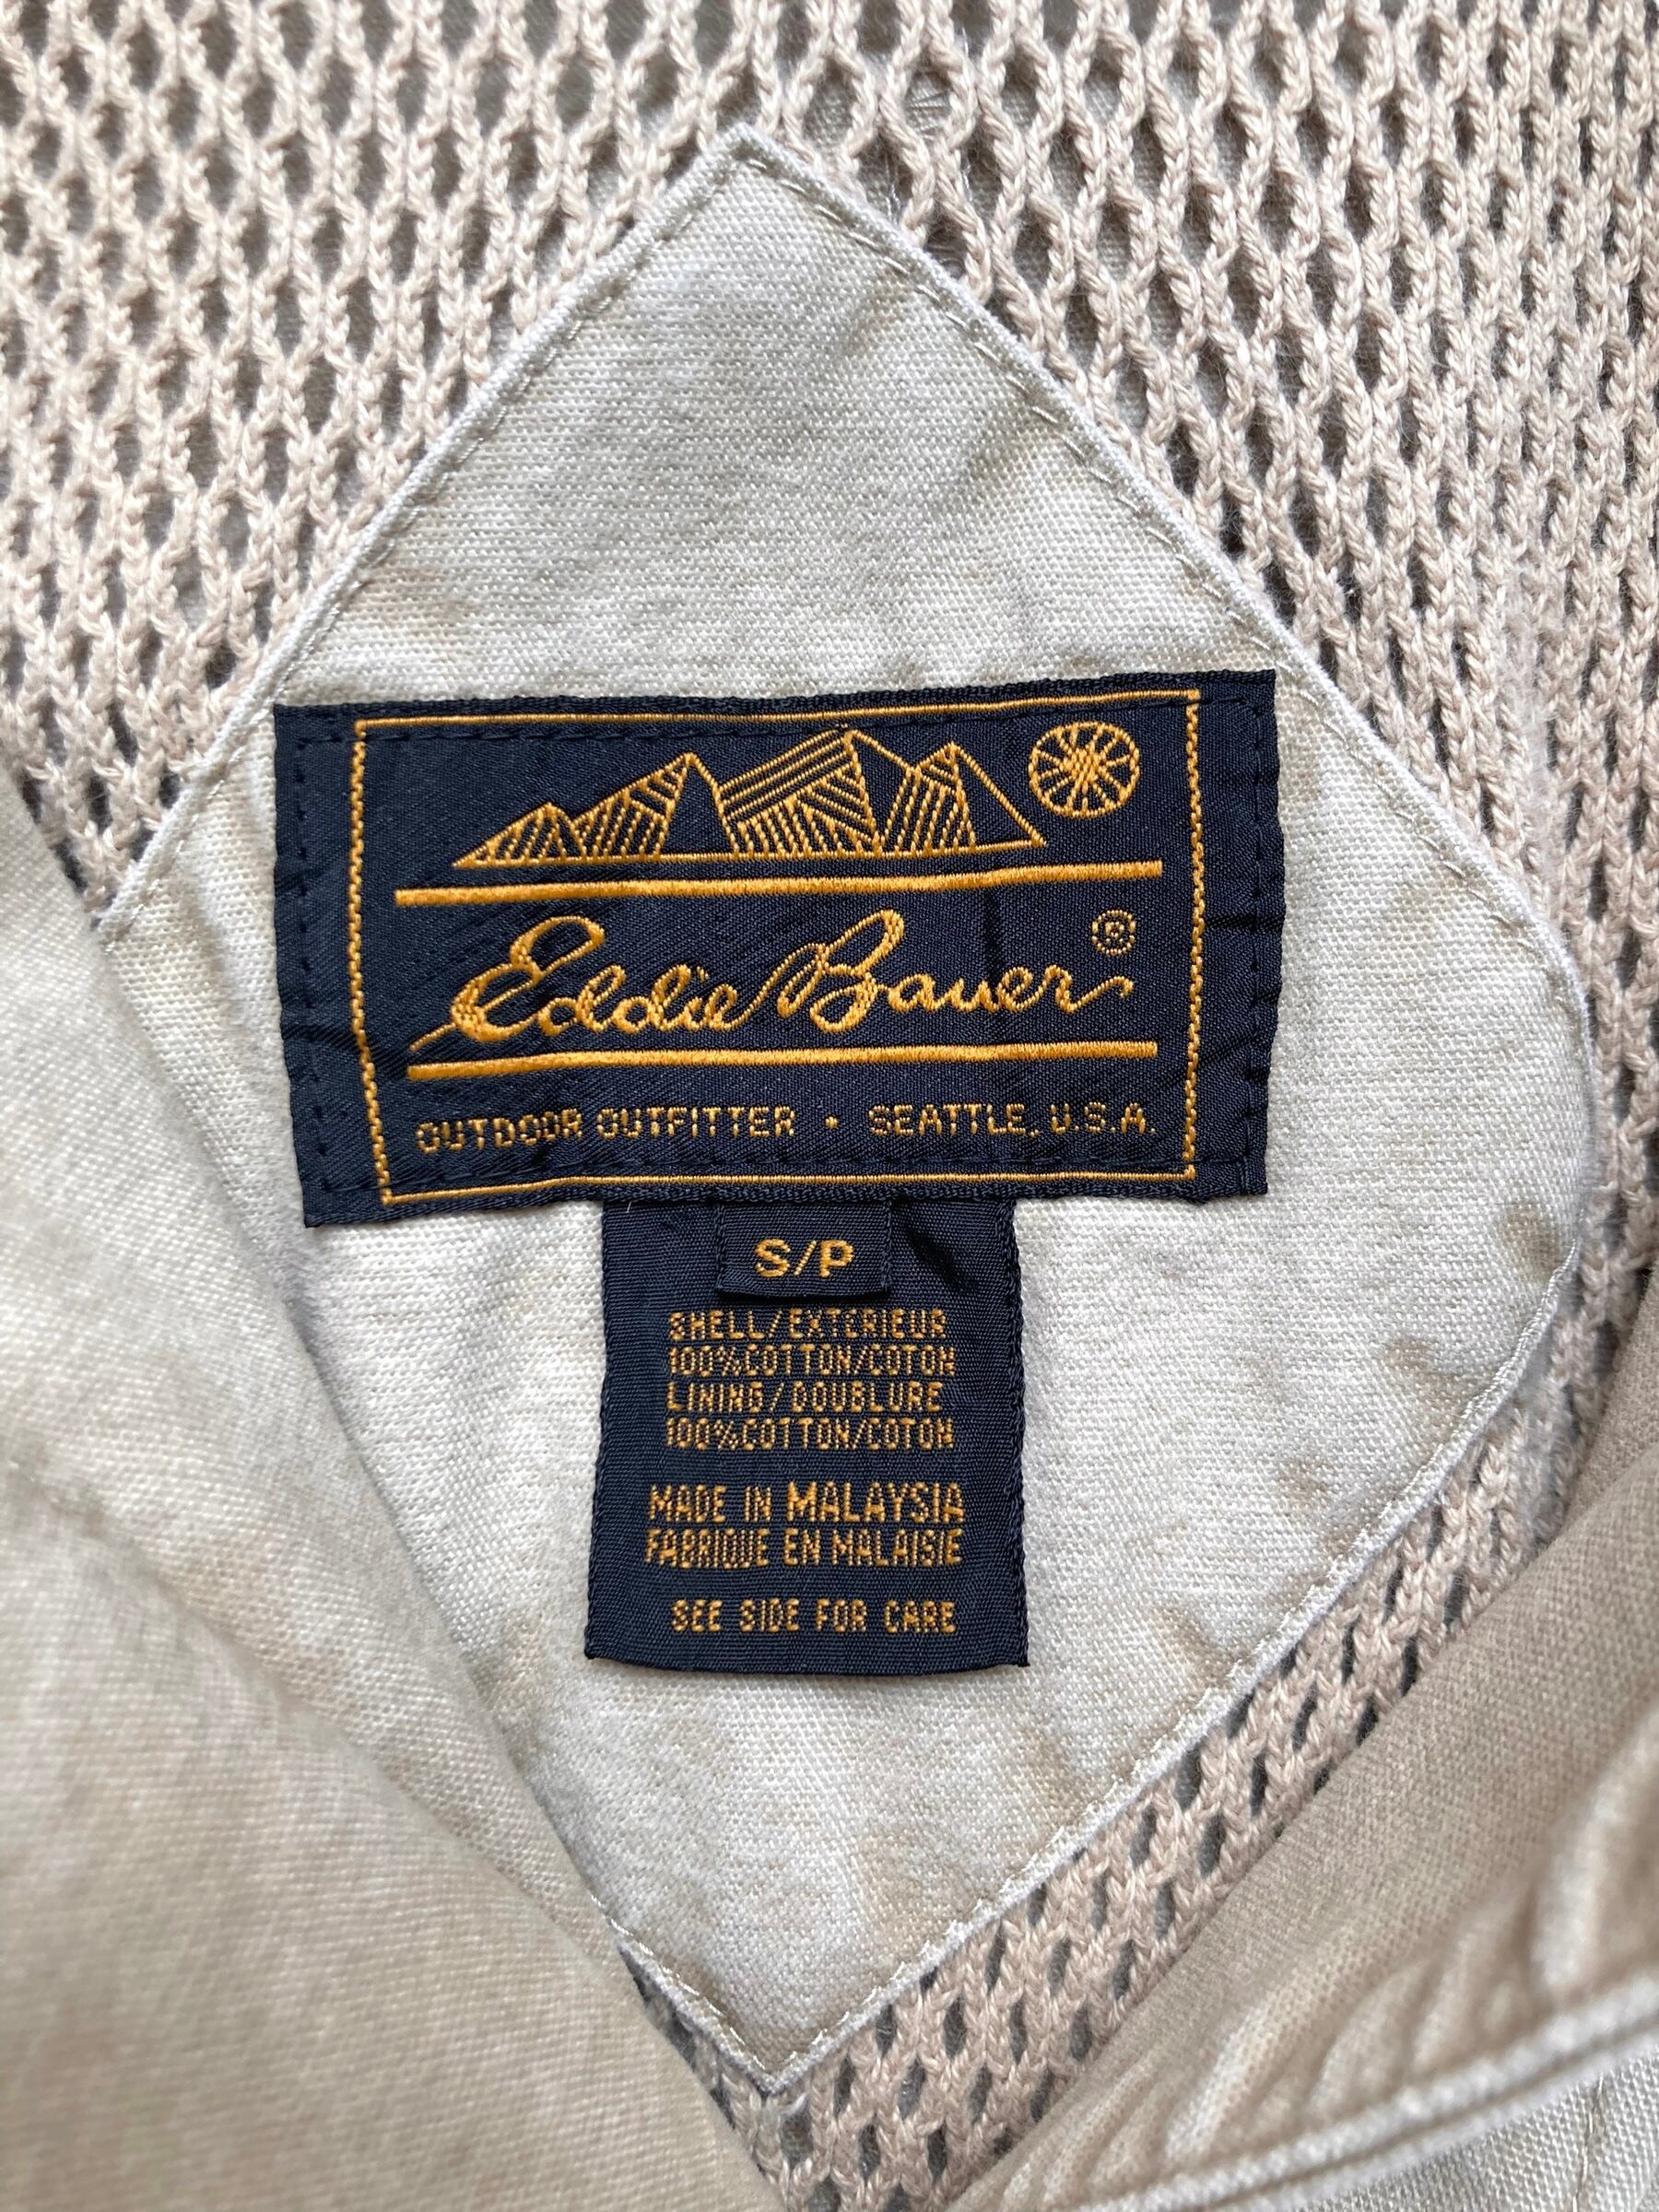 Eddie Bauer ®
OUTDOOR OUTFITTER • SEATTLE, U.S.A.
S/P
SHELL/EXTERIEUR
100%COTTON/COTON
LINING/DOUBLURE
100%COTTON/COTON
MADE IN MALAYSIA
FABRIQUE EN MALAISIE
SEE SIDE FOR CARE